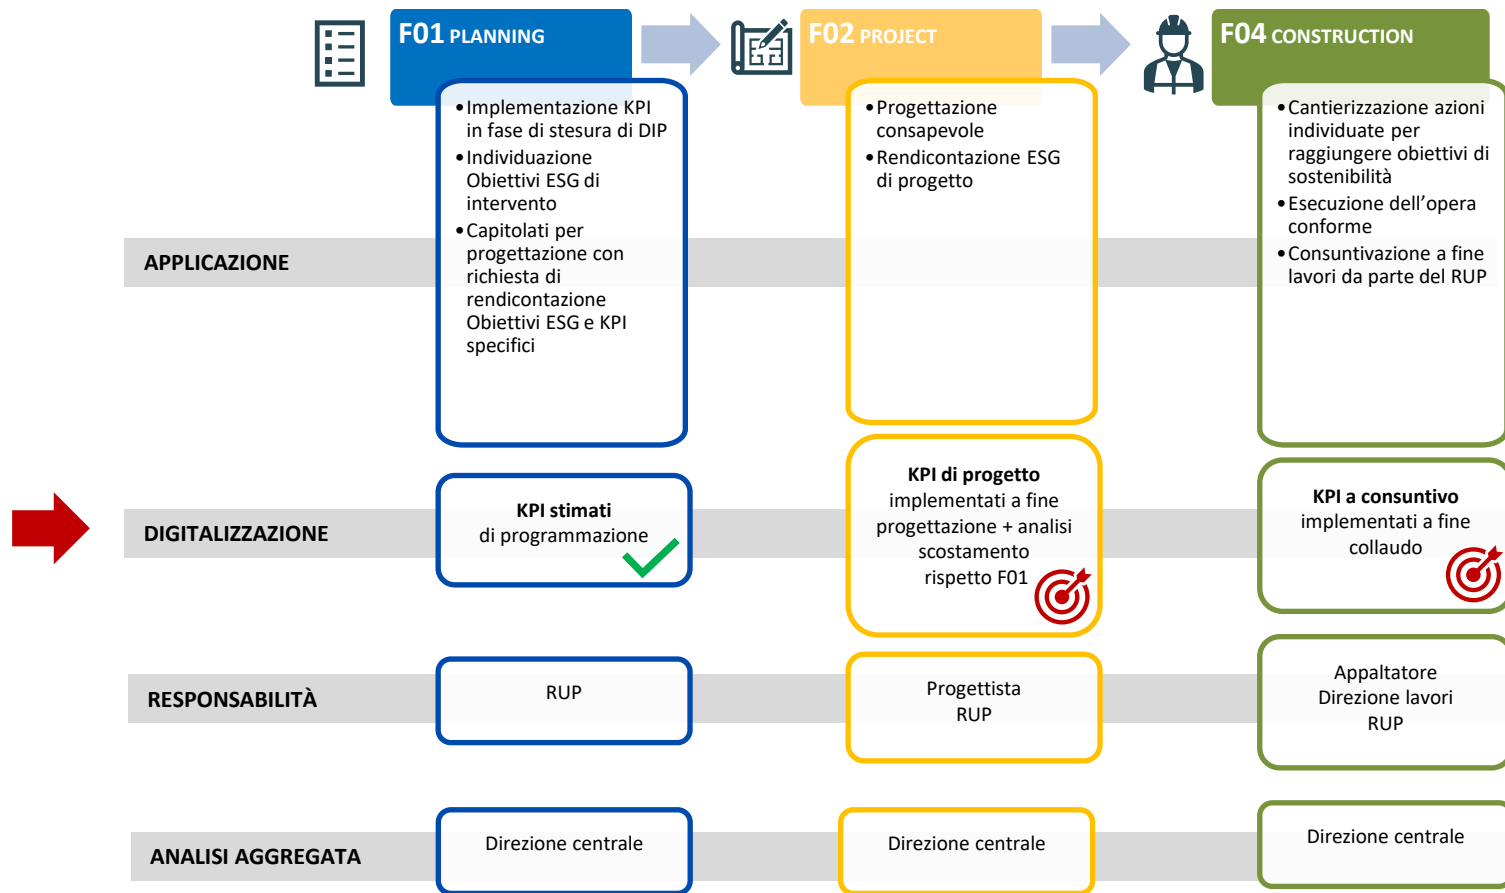 F01 PLANNING
F02 PROJECT
F04 CONSTRUCTION
APPLICAZIONE
•Implementazione KPI
in fase di stesura di DIP
•Individuazione
Obiettivi ESG di
intervento
•Capitolati per
progettazione con
richiesta di
rendicontazione
Obiettivi ESG e KPI
specifici
•Progettazione
consapevole
•Rendicontazione ESG
di progetto
•Cantierizzazione azioni
individuate per
raggiungere obiettivi di
sostenibilità
•Esecuzione dell’opera
conforme
•Consuntivazione a fine
lavori da parte del RUP
DIGITALIZZAZIONE
KPI stimati
di programmazione
KPI di progetto
implementati a fine
progettazione + analisi
scostamento
rispetto F01
KPI a consuntivo
implementati a fine
collaudo
RESPONSABILITÀ
RUP
Progettista
RUP
Appaltatore
Direzione lavori
RUP
ANALISI AGGREGATA
Direzione centrale
Direzione centrale
Direzione centrale